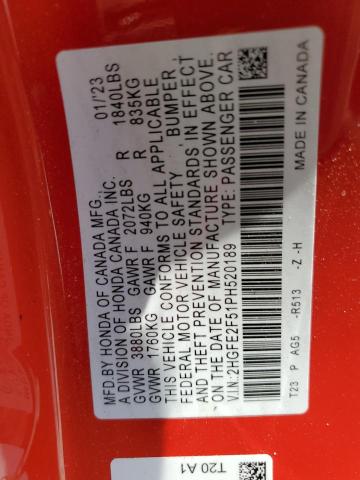 MFD. BY HONDA OF CANADA MFG., 01/'23
A DIVISION OF HONDA CANADA INC.
GVWR 3880LBS GAWR F 2072LBS R 1840LBS
GVWR 1760KG GAWR F 940KG R 835KG
THIS VEHICLE CONFORMS TO ALL APPLICABLE
FEDERAL MOTOR VEHICLE SAFETY, BUMPER,
AND THEFT PREVENTION STANDARDS IN EFFECT
ON THE DATE OF MANUFACTURE SHOWN ABOVE.
V.I.N: 2HGFE2F51PH520189 TYPE: PASSENGER CAR
T23 P AG5 -R513 -Z -H MADE IN CANADA
T20 A1